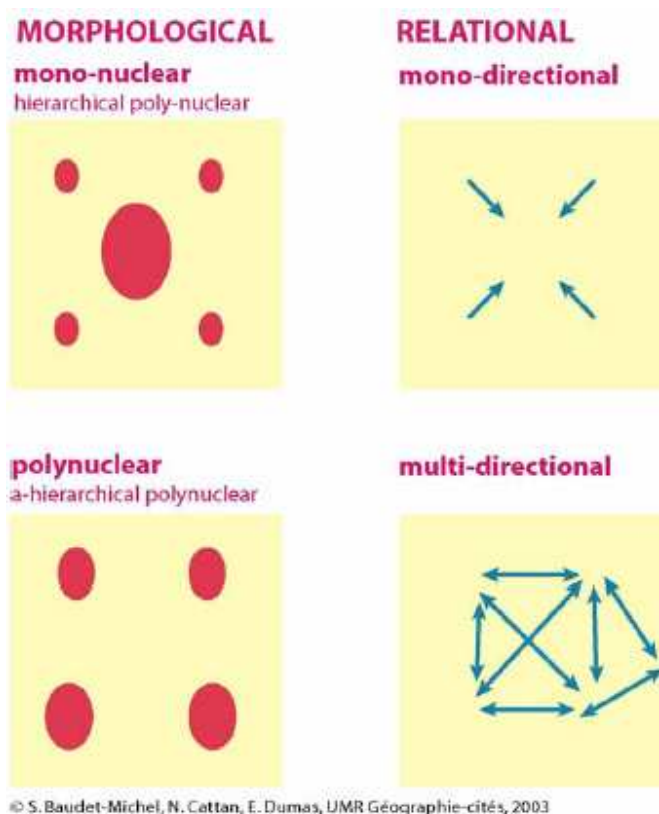 MORPHOLOGICAL
mono-nuclear
hierarchical poly-nuclear
RELATIONAL
mono-directional
polynuclear
a-hierarchical polynuclear
multi-directional
© S. Baudet-Michel, N. Cattan, E. Dumas, UMR Géographie-cités, 2003